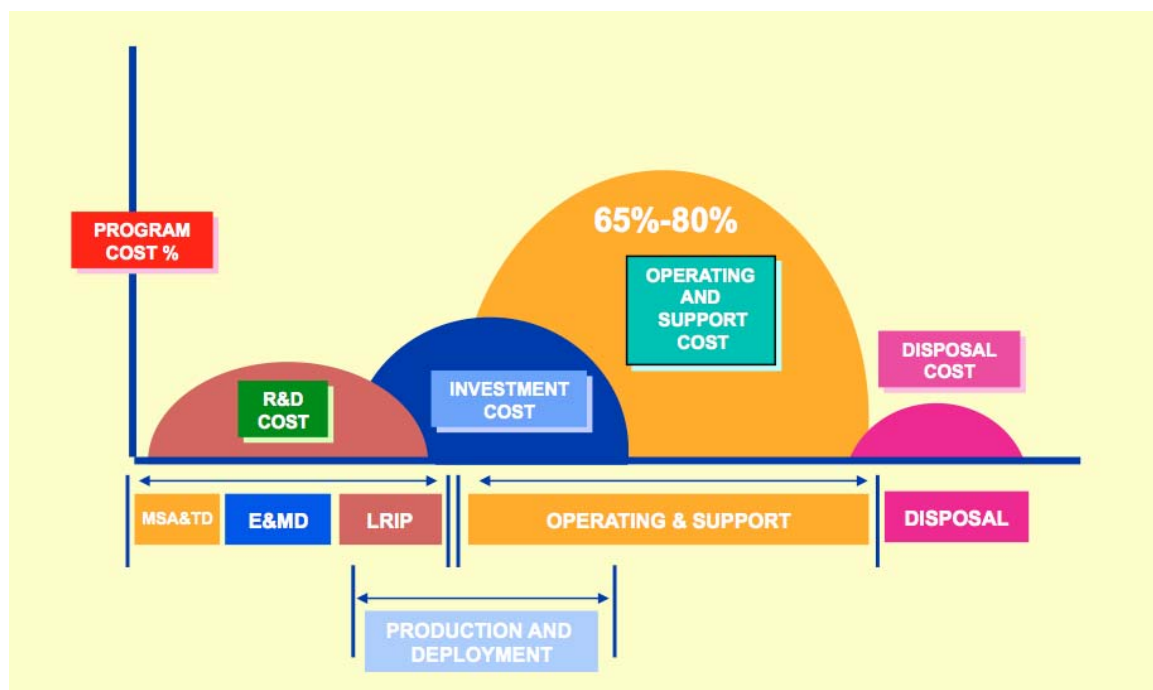 65%-80%
PROGRAM
COST %
OPERATING
AND
SUPPORT
COST
DISPOSAL
COST
INVESTMENT
COST
R&D
COST
MSA&TD
E&MD
LRIP
OPERATING & SUPPORT
DISPOSAL
PRODUCTION AND
DEPLOYMENT